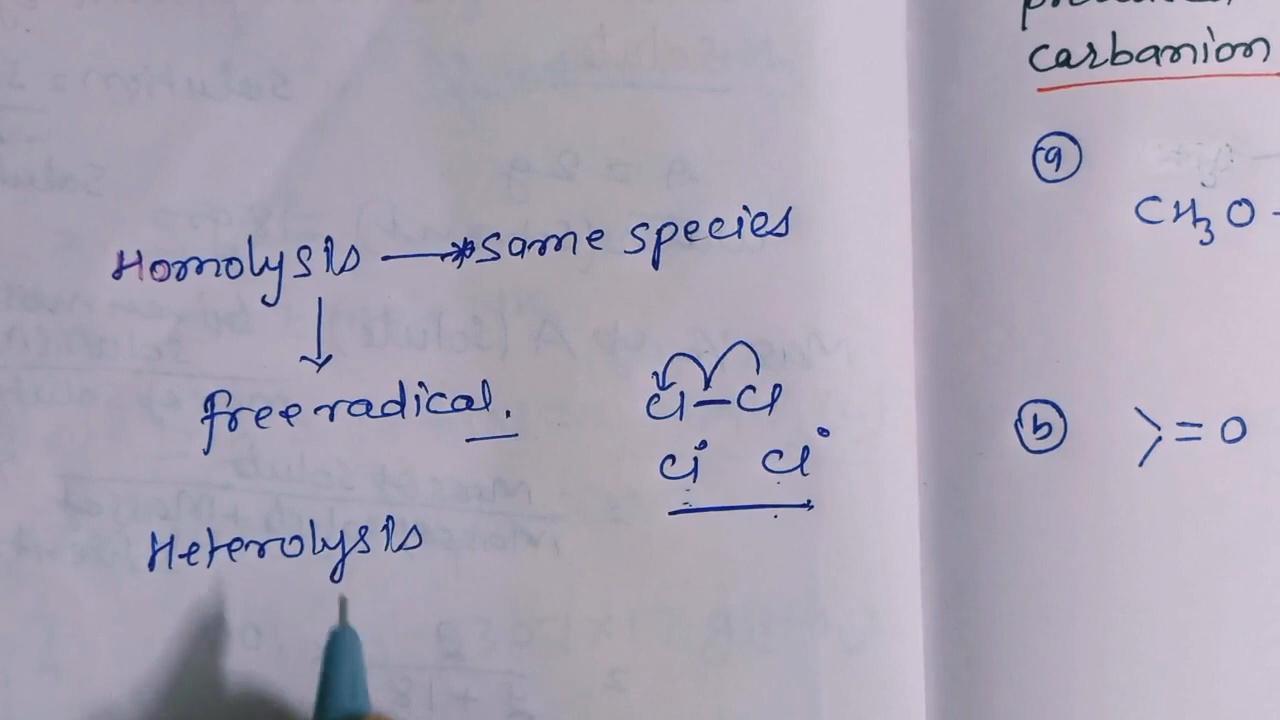 Homolysis → same species
↓
free radical.
Cl–Cl
Cl• Cl•
Heterolysis
carbanion
(a)
CH₃O-
(b) >=O